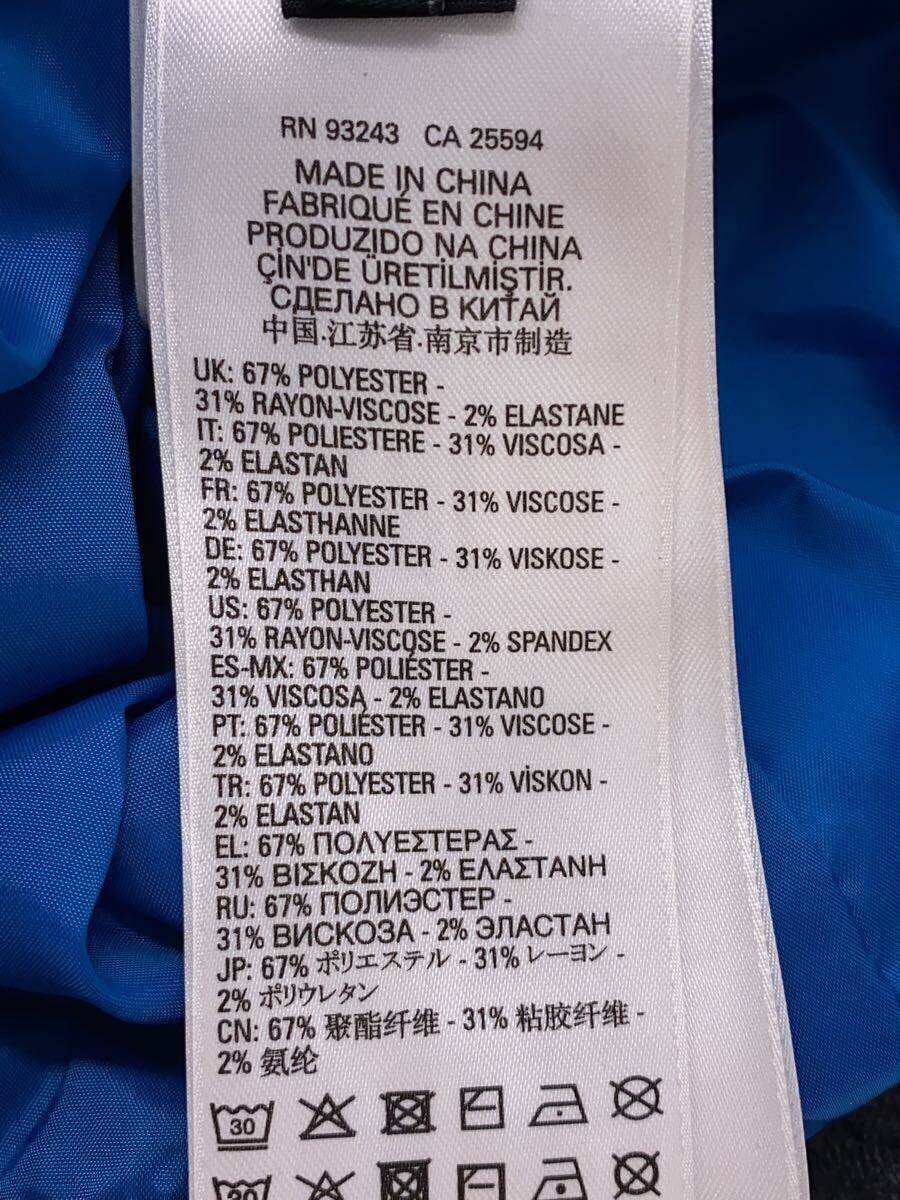 RN 93243 CA 25594
MADE IN CHINA
FABRIQUÉ EN CHINE
PRODUZIDO NA CHINA
ÇİN'DE ÜRETİLMİŞTİR.
СДЕЛАНО В КИТАЙ
中国.江苏省.南京市制造
UK: 67% POLYESTER -
31% RAYON-VISCOSE - 2% ELASTANE
IT: 67% POLIESTERE - 31% VISCOSA -
2% ELASTAN
FR: 67% POLYESTER - 31% VISCOSE -
2% ELASTHANNE
DE: 67% POLYESTER - 31% VISKOSE -
2% ELASTHAN
US: 67% POLYESTER -
31% RAYON-VISCOSE - 2% SPANDEX
ES-MX: 67% POLIÉSTER -
31% VISCOSA - 2% ELASTANO
PT: 67% POLIÉSTER - 31% VISCOSE -
2% ELASTANO
TR: 67% POLYESTER - 31% VİSKON -
2% ELASTAN
EL: 67% ΠΟΛΥΕΣΤΕΡΑΣ -
31% ΒΙΣΚΟΖΗ - 2% ΕΛΑΣΤΑΝΗ
RU: 67% ПОЛИЭСТЕР -
31% ВИСКОЗА - 2% ЭЛАСТАН
JP: 67% ポリエステル - 31% レーヨン -
2% ポリウレタン
CN: 67% 聚酯纤维 - 31% 粘胶纤维 -
2% 氨纶
30
30